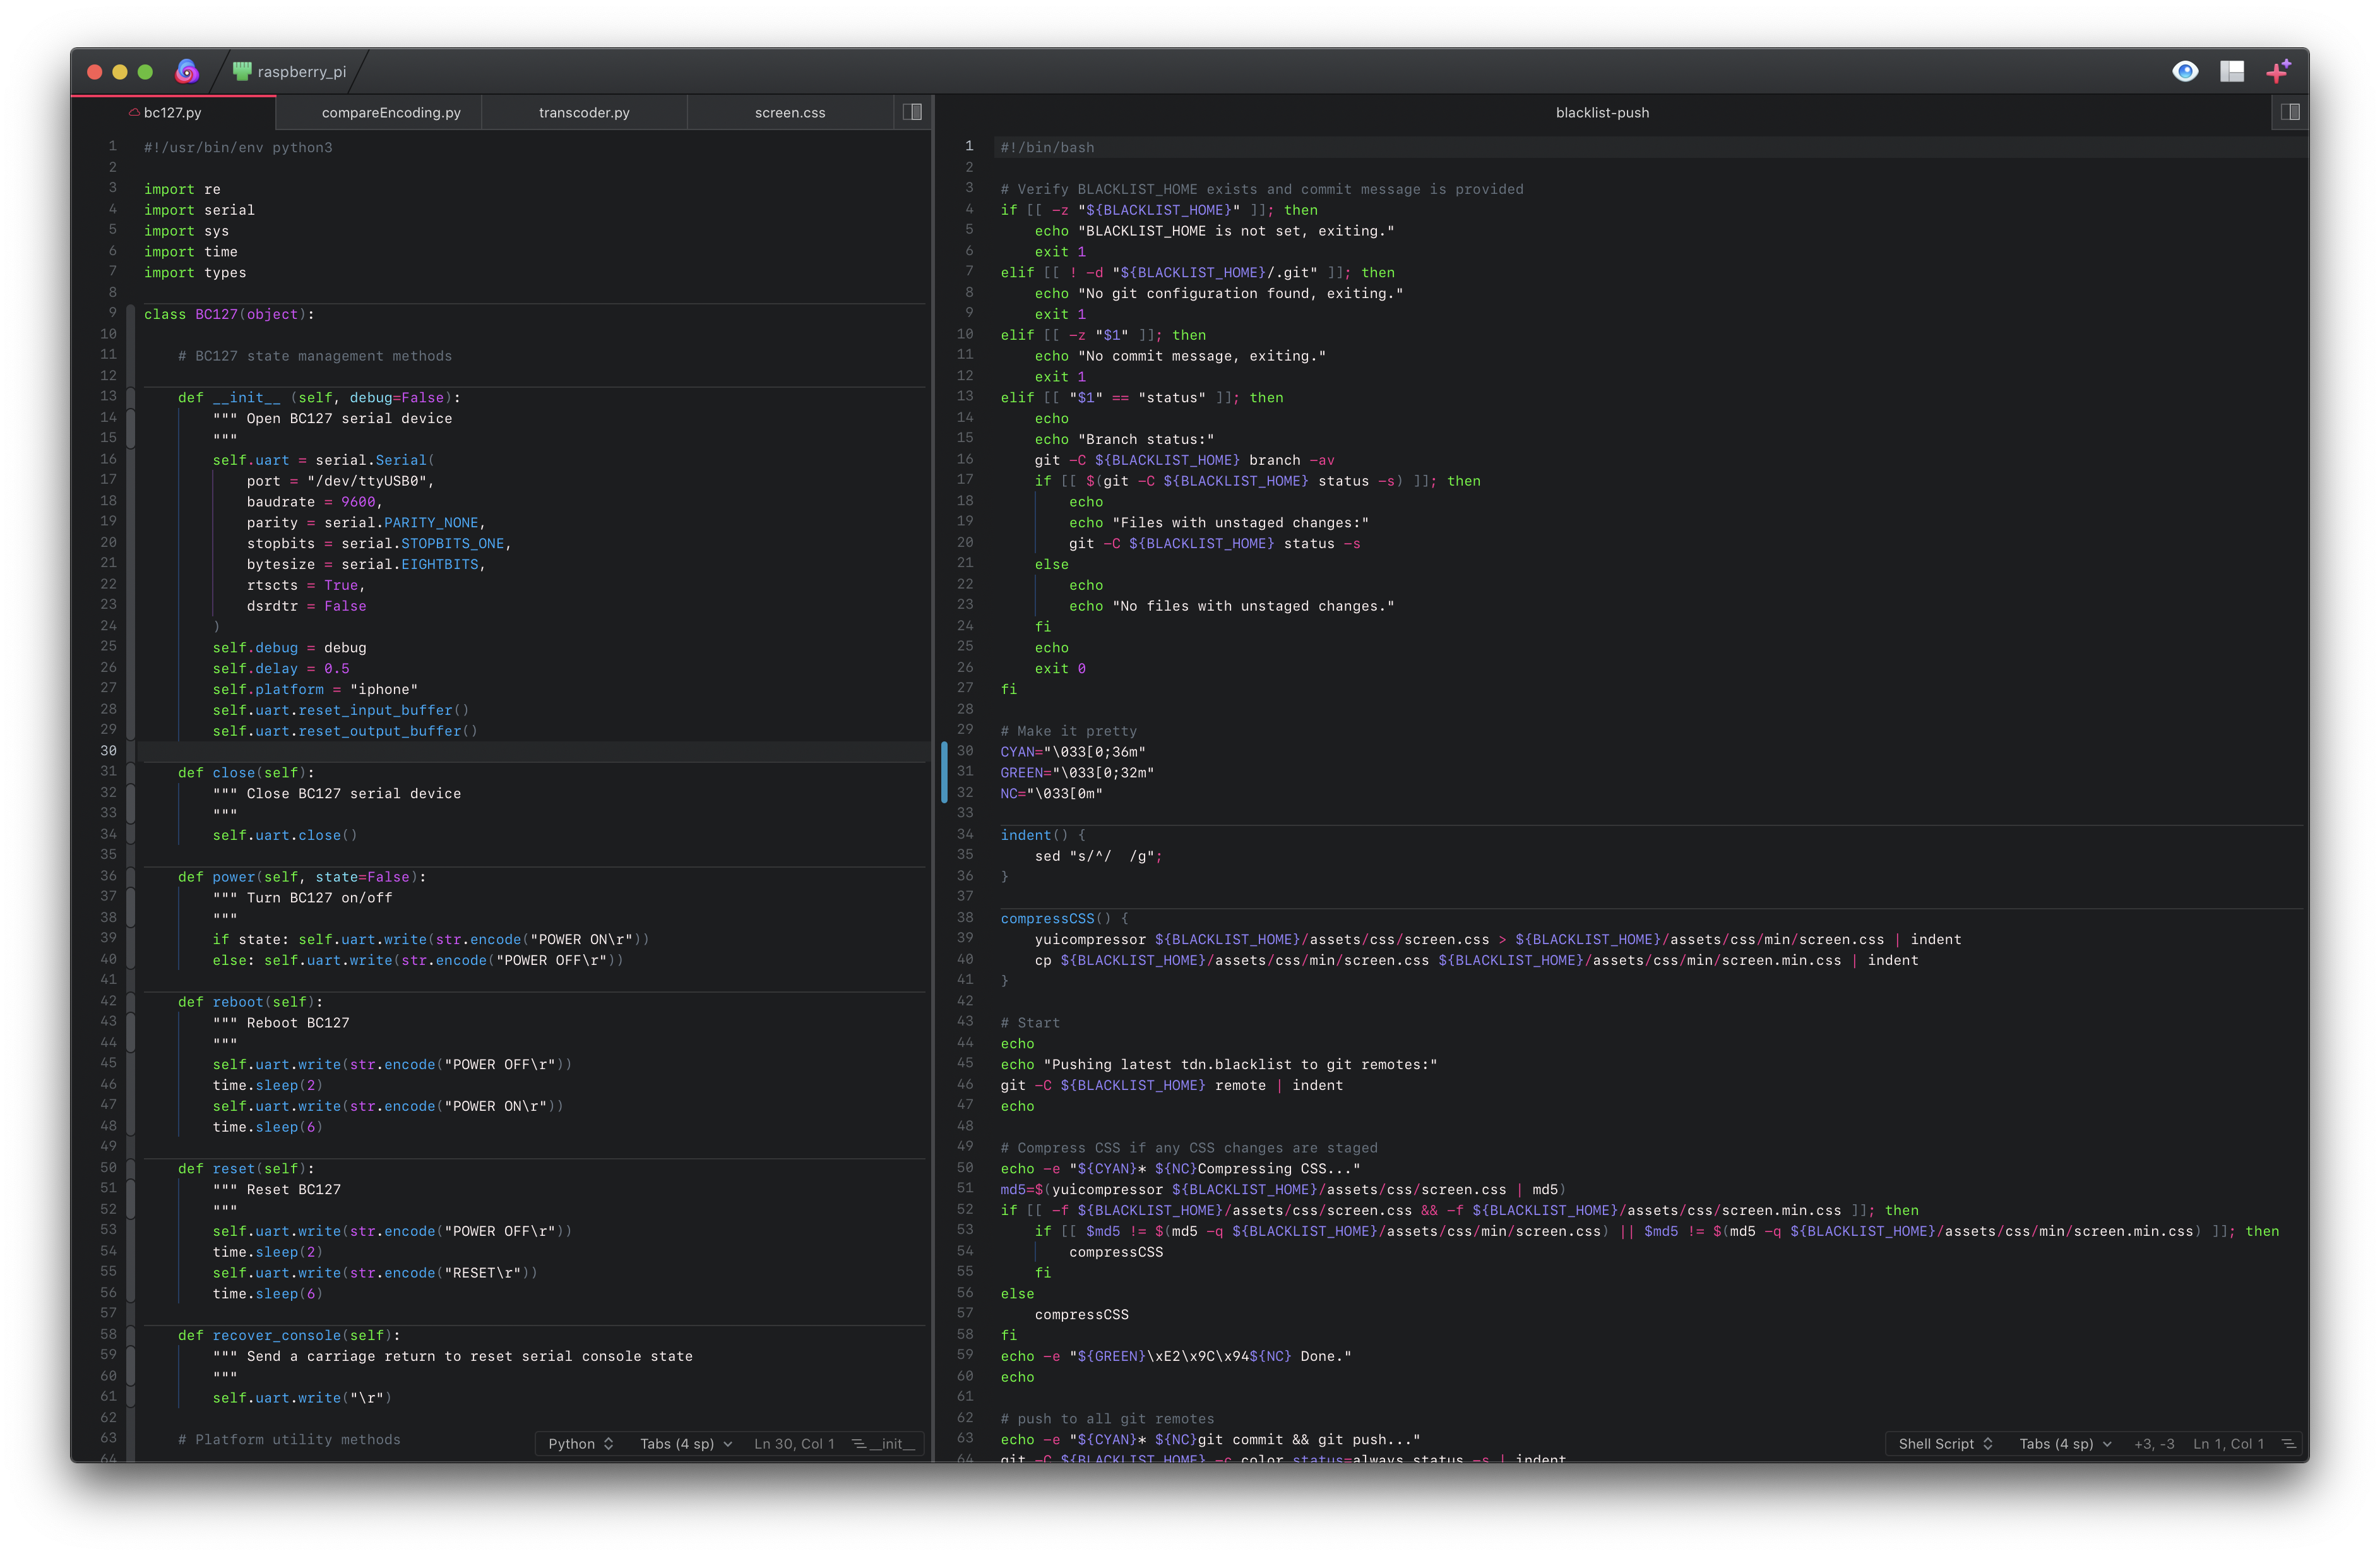 raspberry_pi
bc127.py
compareEncoding.py
transcoder.py
screen.css
1 #!/usr/bin/env python3
2
3 import re
4 import serial
5 import sys
6 import time
7 import types
8
9 class BC127(object):
10
11 # BC127 state management methods
12
13 def __init__ (self, debug=False):
14 """ Open BC127 serial device
15 """
16 self.uart = serial.Serial(
17 port = "/dev/ttyUSB0",
18 baudrate = 9600,
19 parity = serial.PARITY_NONE,
20 stopbits = serial.STOPBITS_ONE,
21 bytesize = serial.EIGHTBITS,
22 rtscts = True,
23 dsrdtr = False
24 )
25 self.debug = debug
26 self.delay = 0.5
27 self.platform = "iphone"
28 self.uart.reset_input_buffer()
29 self.uart.reset_output_buffer()
30
31 def close(self):
32 """ Close BC127 serial device
33 """
34 self.uart.close()
35
36 def power(self, state=False):
37 """ Turn BC127 on/off
38 """
39 if state: self.uart.write(str.encode("POWER ON\r"))
40 else: self.uart.write(str.encode("POWER OFF\r"))
41
42 def reboot(self):
43 """ Reboot BC127
44 """
45 self.uart.write(str.encode("POWER OFF\r"))
46 time.sleep(2)
47 self.uart.write(str.encode("POWER ON\r"))
48 time.sleep(6)
49
50 def reset(self):
51 """ Reset BC127
52 """
53 self.uart.write(str.encode("POWER OFF\r"))
54 time.sleep(2)
55 self.uart.write(str.encode("RESET\r"))
56 time.sleep(6)
57
58 def recover_console(self):
59 """ Send a carriage return to reset serial console state
60 """
61 self.uart.write("\r")
62
63 # Platform utility methods
64
Python Tabs (4 sp) Ln 30, Col 1 __init__
blacklist-push
1 #!/bin/bash
2
3 # Verify BLACKLIST_HOME exists and commit message is provided
4 if [[ -z "${BLACKLIST_HOME}" ]]; then
5 echo "BLACKLIST_HOME is not set, exiting."
6 exit 1
7 elif [[ ! -d "${BLACKLIST_HOME}/.git" ]]; then
8 echo "No git configuration found, exiting."
9 exit 1
10 elif [[ -z "$1" ]]; then
11 echo "No commit message, exiting."
12 exit 1
13 elif [[ "$1" == "status" ]]; then
14 echo
15 echo "Branch status:"
16 git -C ${BLACKLIST_HOME} branch -av
17 if [[ $(git -C ${BLACKLIST_HOME} status -s) ]]; then
18 echo
19 echo "Files with unstaged changes:"
20 git -C ${BLACKLIST_HOME} status -s
21 else
22 echo
23 echo "No files with unstaged changes."
24 fi
25 echo
26 exit 0
27 fi
28
29 # Make it pretty
30 CYAN="\033[0;36m"
31 GREEN="\033[0;32m"
32 NC="\033[0m"
33
34 indent() {
35 sed "s/^/  /g";
36 }
37
38 compressCSS() {
39 yuicompressor ${BLACKLIST_HOME}/assets/css/screen.css > ${BLACKLIST_HOME}/assets/css/min/screen.css | indent
40 cp ${BLACKLIST_HOME}/assets/css/min/screen.css ${BLACKLIST_HOME}/assets/css/min/screen.min.css | indent
41 }
42
43 # Start
44 echo
45 echo "Pushing latest tdn.blacklist to git remotes:"
46 git -C ${BLACKLIST_HOME} remote | indent
47 echo
48
49 # Compress CSS if any CSS changes are staged
50 echo -e "${CYAN}* ${NC}Compressing CSS..."
51 md5=$(yuicompressor ${BLACKLIST_HOME}/assets/css/screen.css | md5)
52 if [[ -f ${BLACKLIST_HOME}/assets/css/screen.css && -f ${BLACKLIST_HOME}/assets/css/screen.min.css ]]; then
53 if [[ $md5 != $(md5 -q ${BLACKLIST_HOME}/assets/css/min/screen.css) || $md5 != $(md5 -q ${BLACKLIST_HOME}/assets/css/min/screen.min.css) ]]; then
54 compressCSS
55 fi
56 else
57 compressCSS
58 fi
59 echo -e "${GREEN}\xE2\x9C\x94${NC} Done."
60 echo
61
62 # push to all git remotes
63 echo -e "${CYAN}* ${NC}git commit && git push..."
64 git -C ${BLACKLIST_HOME} -c color.status=always status -s | indent
Shell Script Tabs (4 sp) +3, -3 Ln 1, Col 1